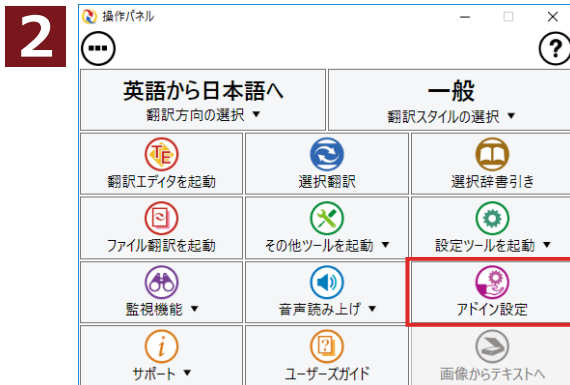 2
操作パネル
?
英語から日本語へ
翻訳方向の選択 ▼
一般
翻訳スタイルの選択 ▼
TE
翻訳エディタを起動
選択翻訳
選択辞書引き
ファイル翻訳を起動
その他ツールを起動 ▼
設定ツールを起動 ▼
監視機能 ▼
音声読み上げ ▼
アドイン設定
i
サポート ▼
?
ユーザーズガイド
画像からテキストへ